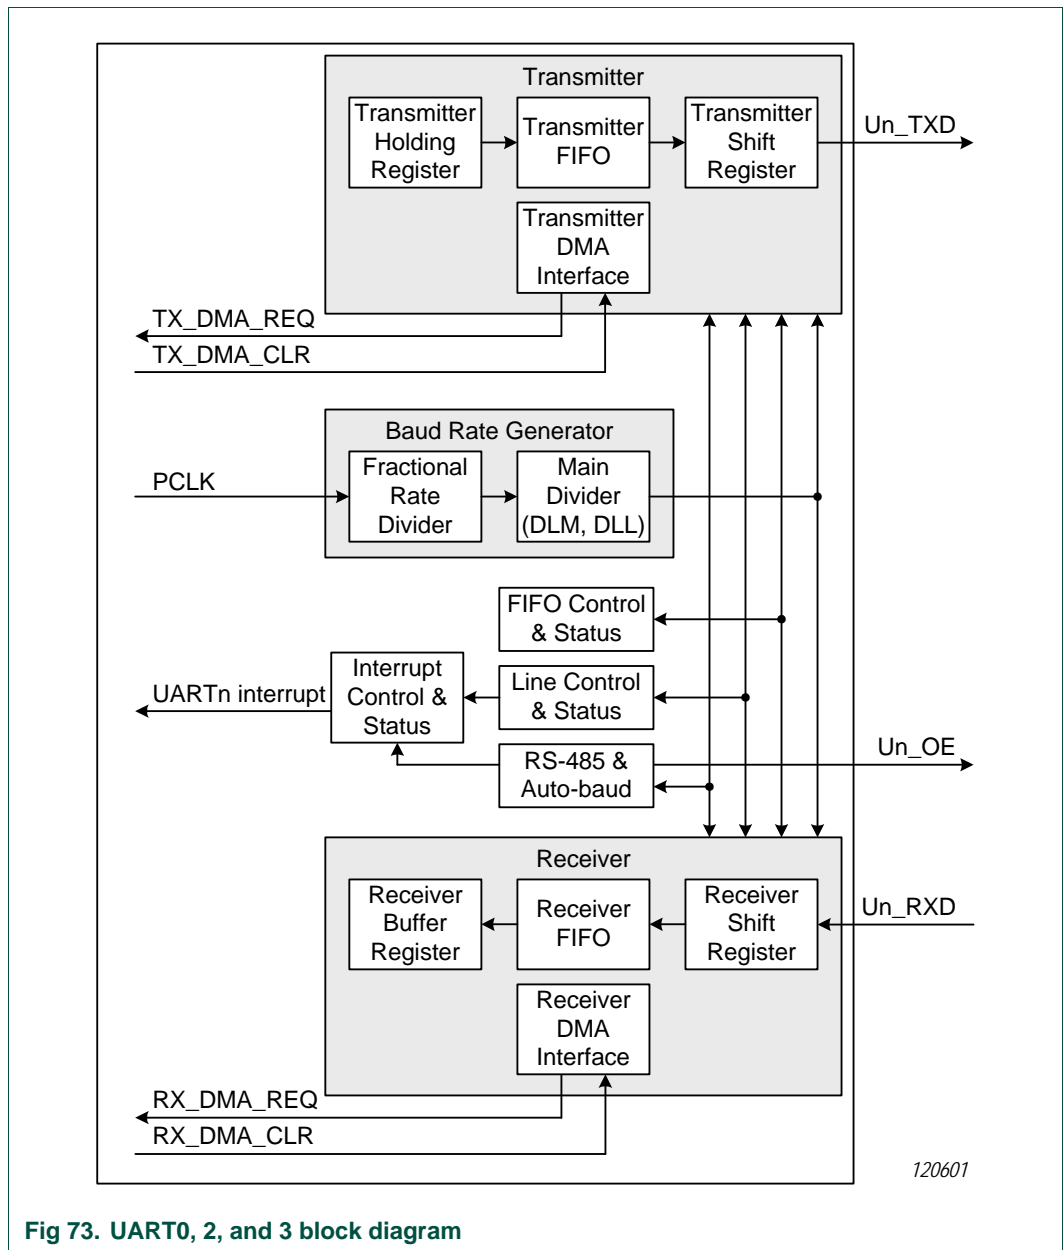 Transmitter
Transmitter
Holding
Register
Transmitter
FIFO
Transmitter
Shift
Register
Un_TXD
Transmitter
DMA
Interface
TX_DMA_REQ
TX_DMA_CLR
Baud Rate Generator
PCLK
Fractional
Rate
Divider
Main
Divider
(DLM, DLL)
FIFO Control
& Status
UARTn interrupt
Interrupt
Control &
Status
Line Control
& Status
RS-485 &
Auto-baud
Un_OE
Receiver
Receiver
Buffer
Register
Receiver
FIFO
Receiver
Shift
Register
Un_RXD
Receiver
DMA
Interface
RX_DMA_REQ
RX_DMA_CLR
120601
Fig 73. UART0, 2, and 3 block diagram